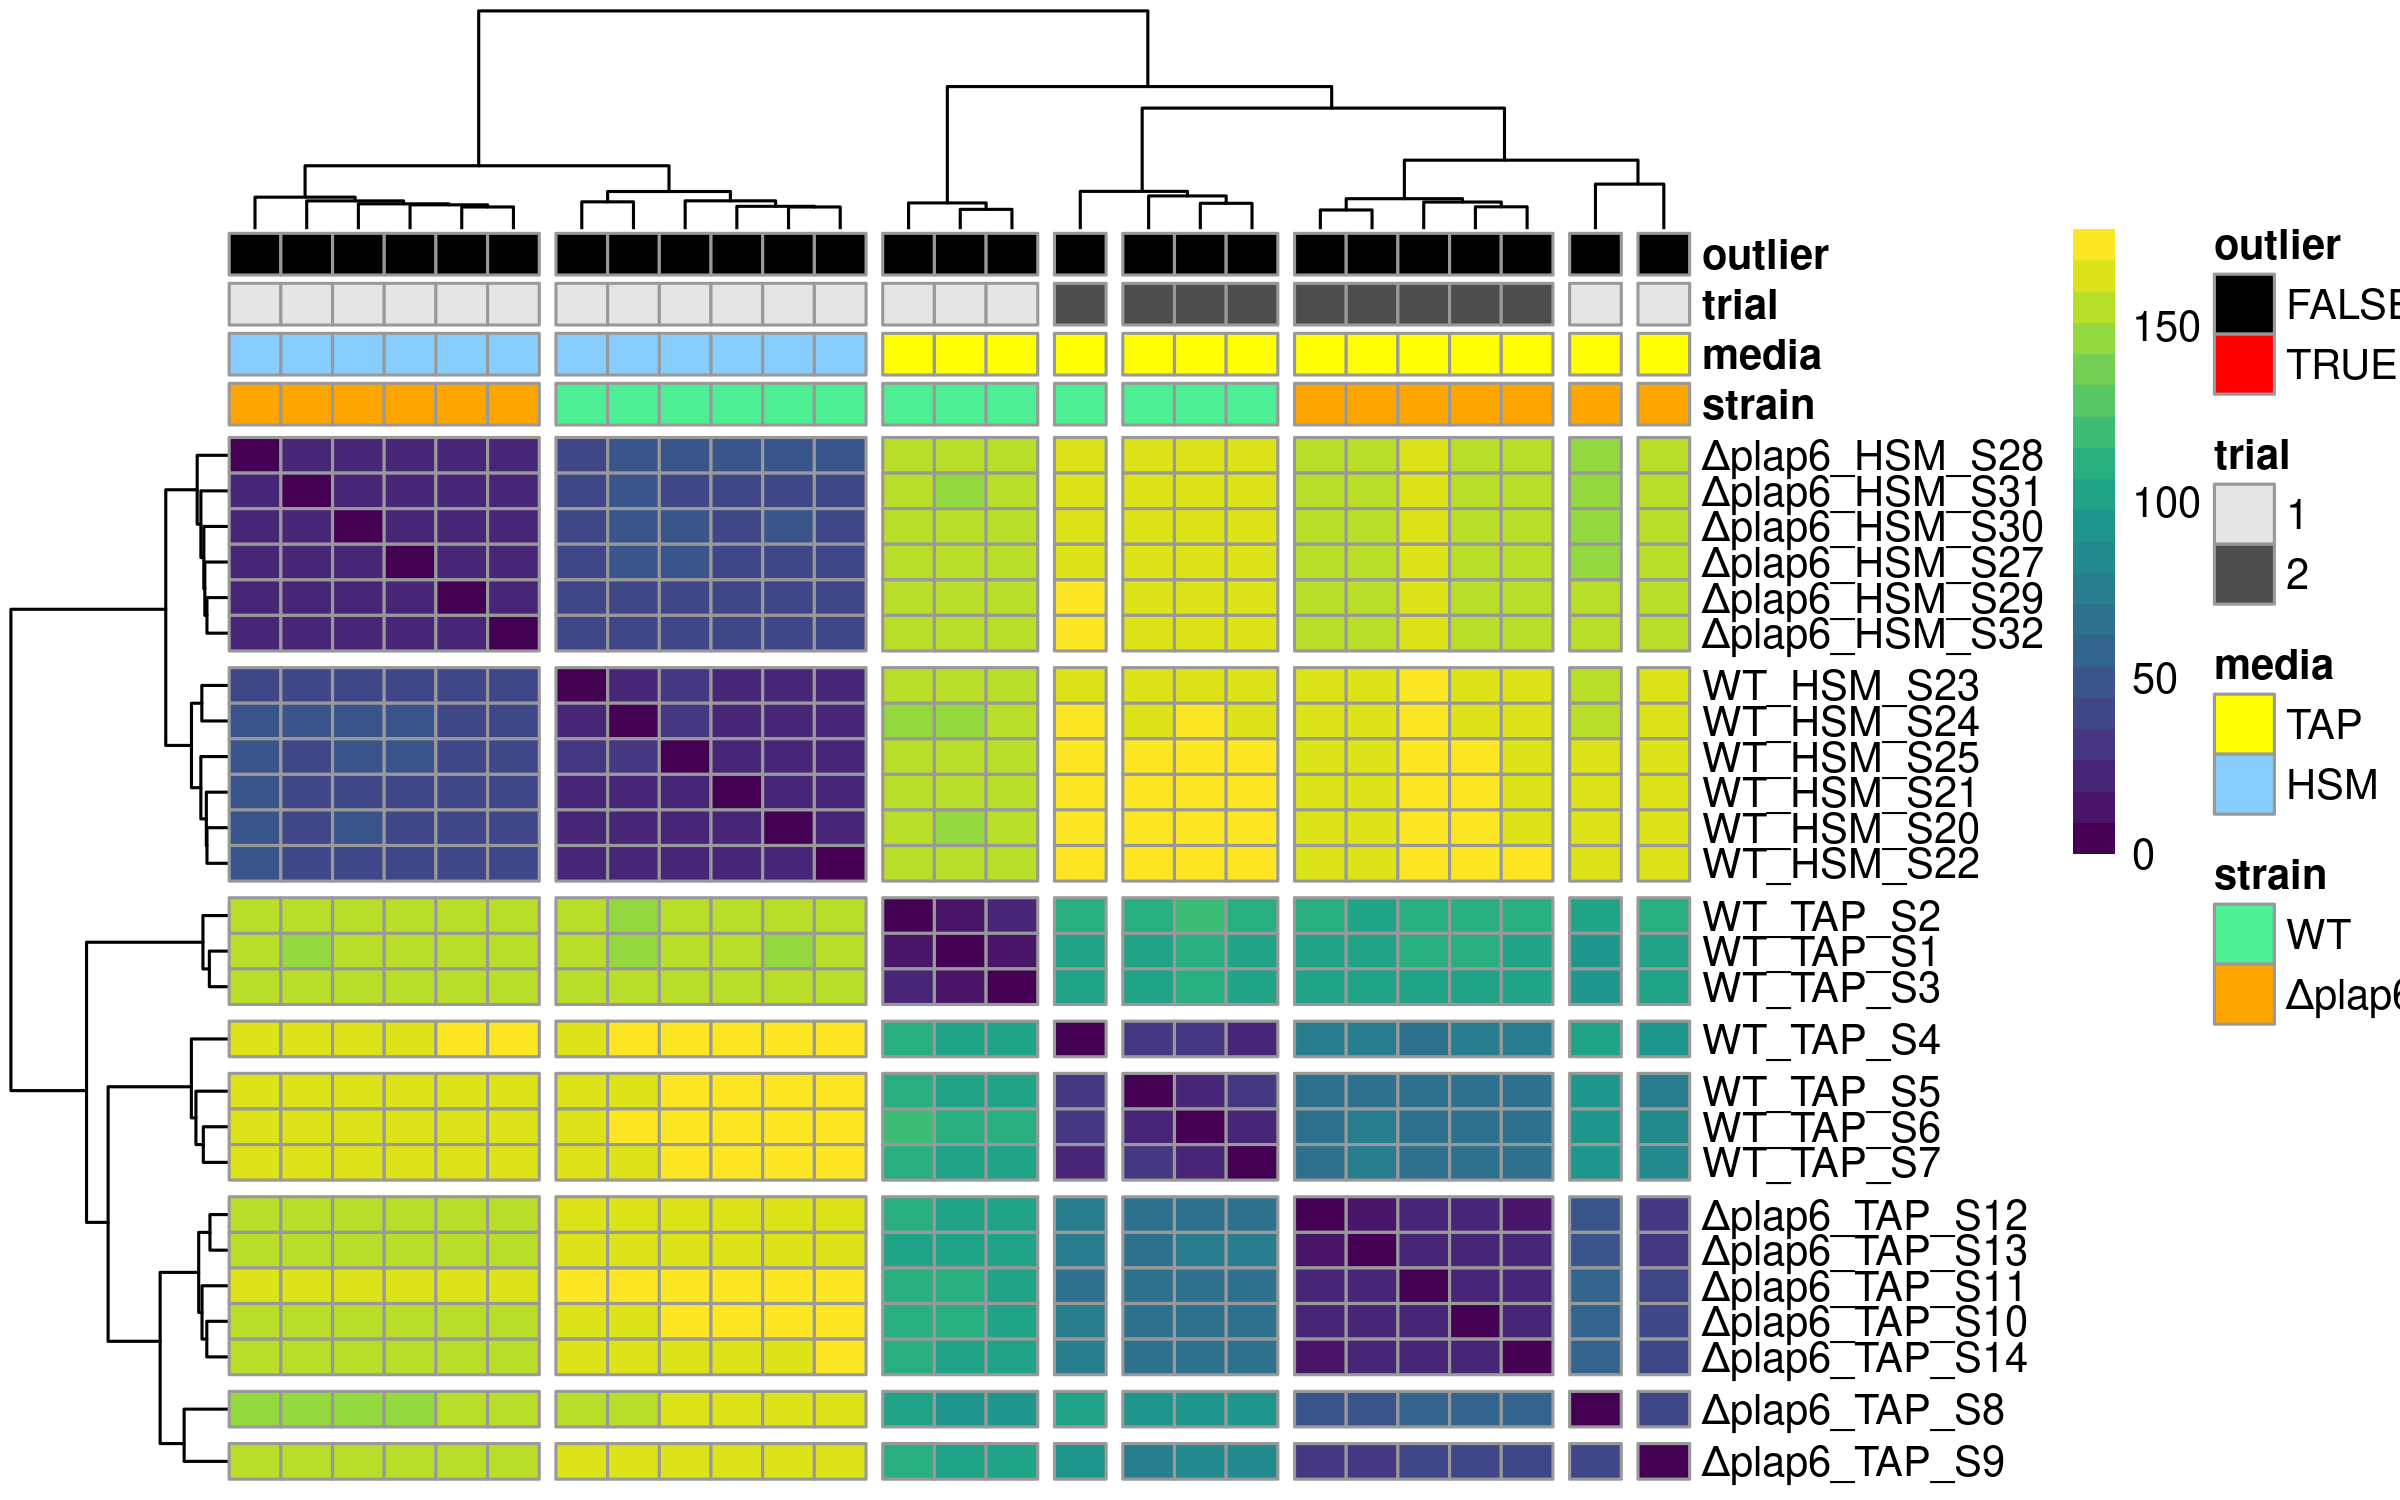 outlier
trial
media
strain
Δplap6_HSM_S28
Δplap6_HSM_S31
Δplap6_HSM_S30
Δplap6_HSM_S27
Δplap6_HSM_S29
Δplap6_HSM_S32
WT_HSM_S23
WT_HSM_S24
WT_HSM_S25
WT_HSM_S21
WT_HSM_S20
WT_HSM_S22
WT_TAP_S2
WT_TAP_S1
WT_TAP_S3
WT_TAP_S4
WT_TAP_S5
WT_TAP_S6
WT_TAP_S7
Δplap6_TAP_S12
Δplap6_TAP_S13
Δplap6_TAP_S11
Δplap6_TAP_S10
Δplap6_TAP_S14
Δplap6_TAP_S8
Δplap6_TAP_S9
150
100
50
0
outlier
FALSE
TRUE
trial
1
2
media
TAP
HSM
strain
WT
Δplap6